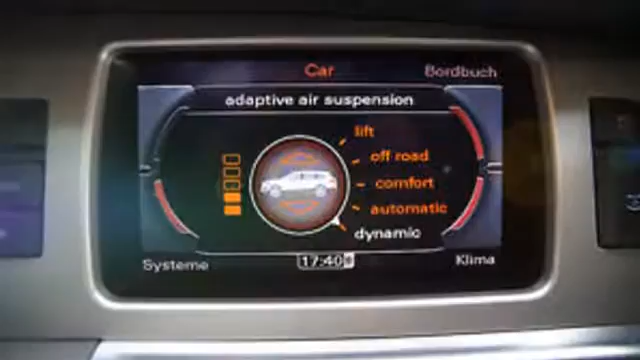 Car
Bordbuch
adaptive air suspension
lift
off road
comfort
automatic
dynamic
Systeme
17:40
Klima